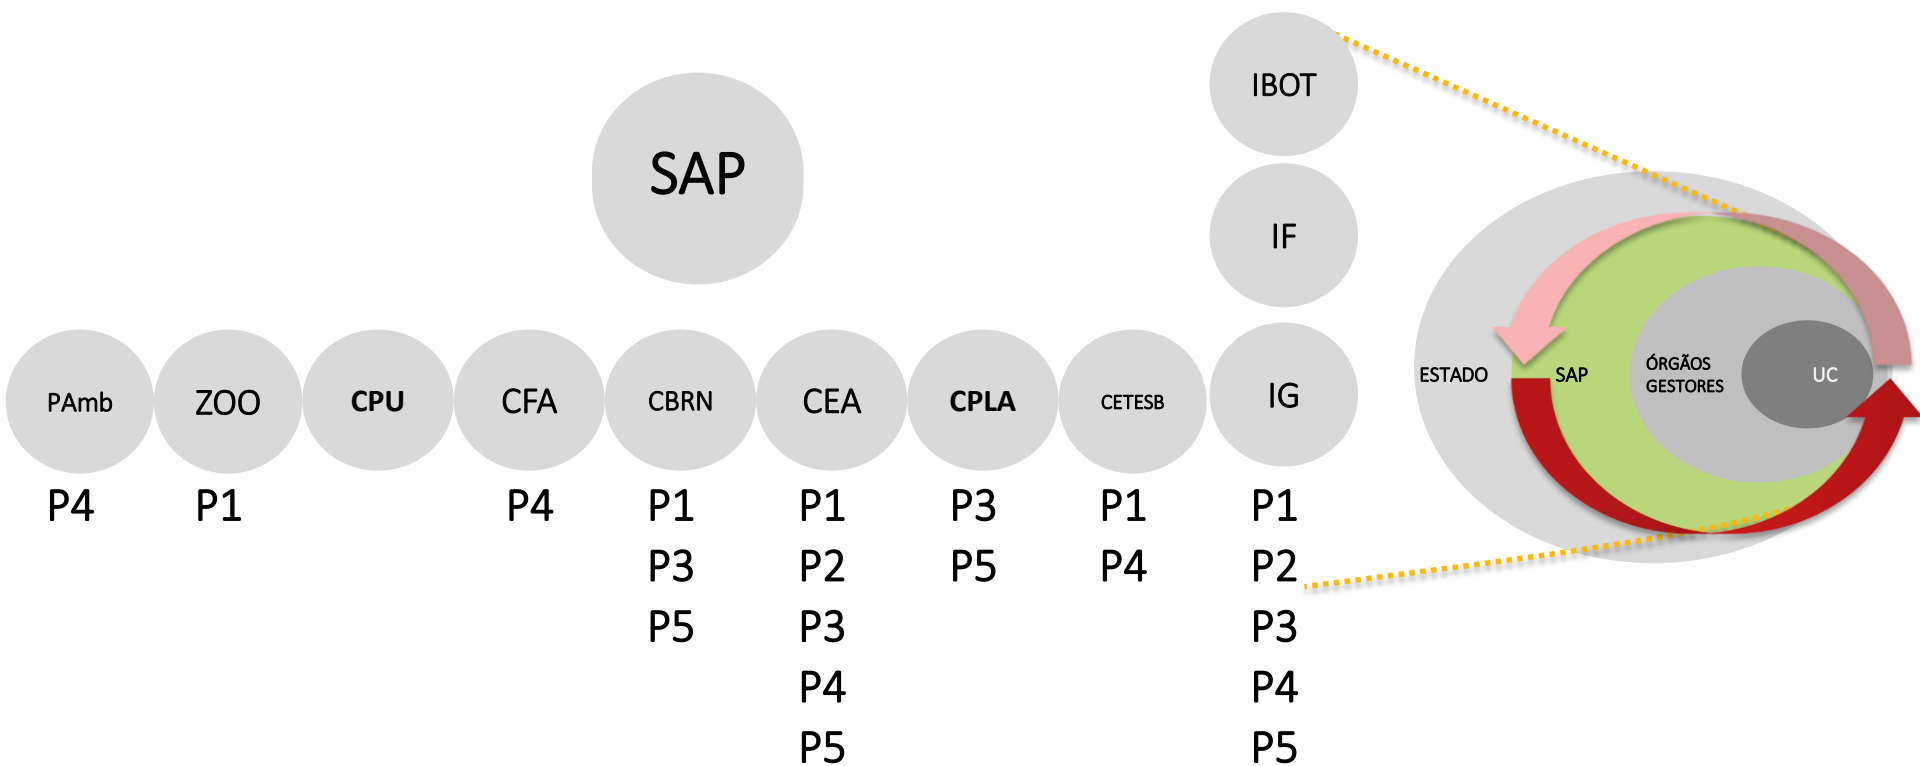 IBOT
SAP
IF
PAmb
ZOO
CPU
CFA
CBRN
CEA
CPLA
CETESB
IG
P4
P1
P4
P1
P3
P5
P1
P2
P3
P4
P5
P3
P5
P1
P4
P1
P2
P3
P4
P5
ESTADO
SAP
ÓRGÃOS
GESTORES
UC